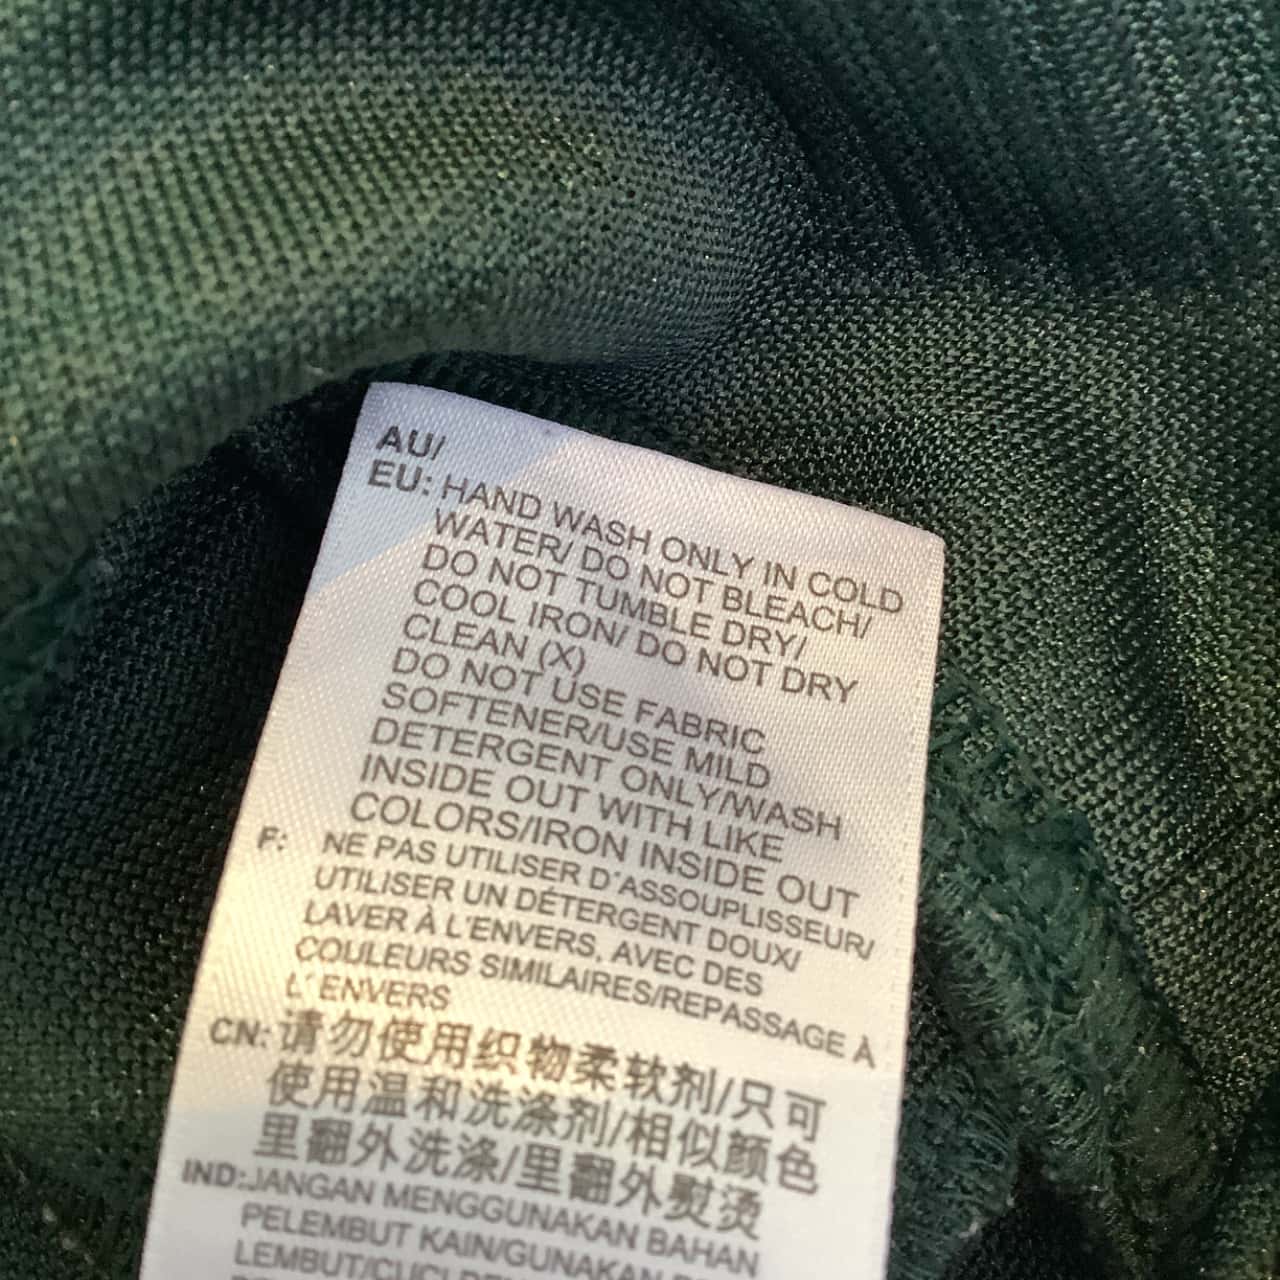 AU/
EU: HAND WASH ONLY IN COLD
WATER/ DO NOT BLEACH/
DO NOT TUMBLE DRY/
COOL IRON/ DO NOT DRY
CLEAN (X)
DO NOT USE FABRIC
SOFTENER/USE MILD
DETERGENT ONLY/WASH
INSIDE OUT WITH LIKE
COLORS/IRON INSIDE OUT
F: NE PAS UTILISER D'ASSOUPLISSEUR/
UTILISER UN DÉTERGENT DOUX/
LAVER À L'ENVERS, AVEC DES
COULEURS SIMILAIRES/REPASSAGE À
L' ENVERS
CN: 请勿使用织物柔软剂/只可
使用温和洗涤剂/相似颜色
里翻外洗涤/里翻外熨烫
IND: JANGAN MENGGUNAKAN BAHAN
PELEMBUT KAIN/GUNAKAN